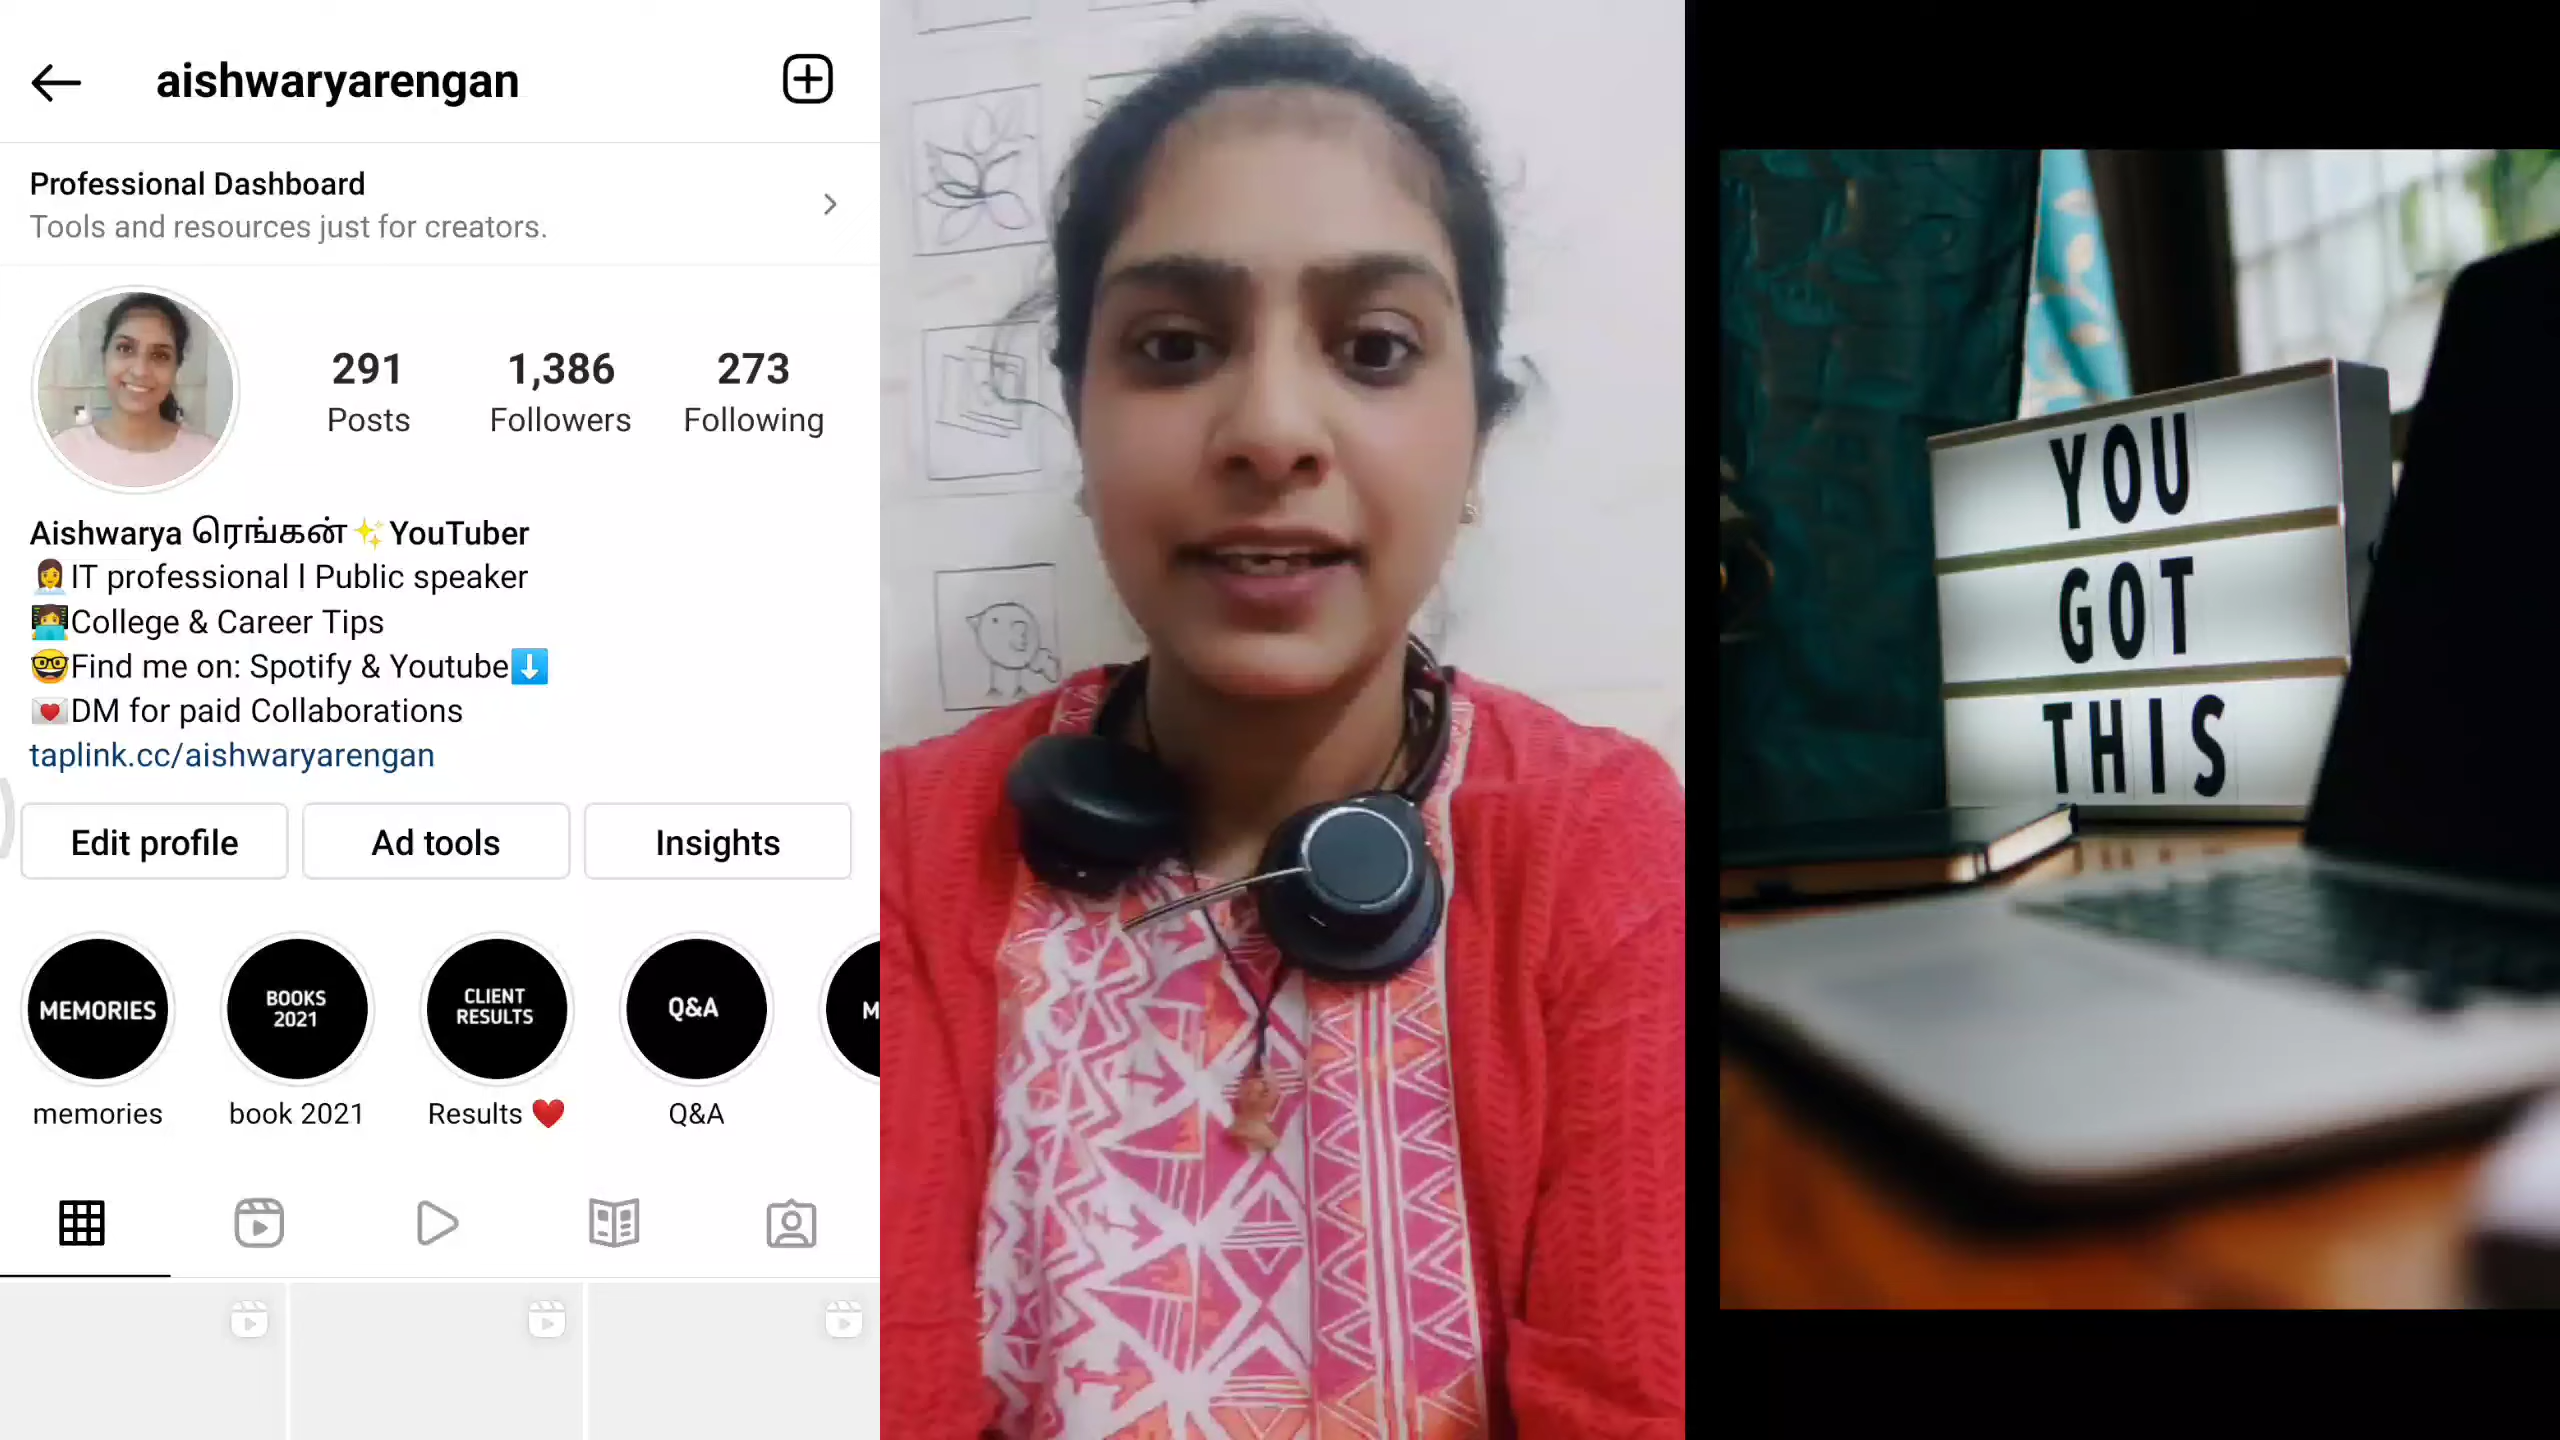 aishwaryarengan
Professional Dashboard
Tools and resources just for creators.
291 1,386 273
Posts Followers Following
Aishwarya ரெங்கன்✨YouTuber
👩‍💼IT professional l Public speaker
👩‍💻College & Career Tips
🤓Find me on: Spotify & Youtube⬇️
💌DM for paid Collaborations
taplink.cc/aishwaryarengan
Edit profile Ad tools Insights
MEMORIES
BOOKS
2021
CLIENT
RESULTS
Q&A
M
memories book 2021 Results ❤️ Q&A
YOU
GOT
THIS